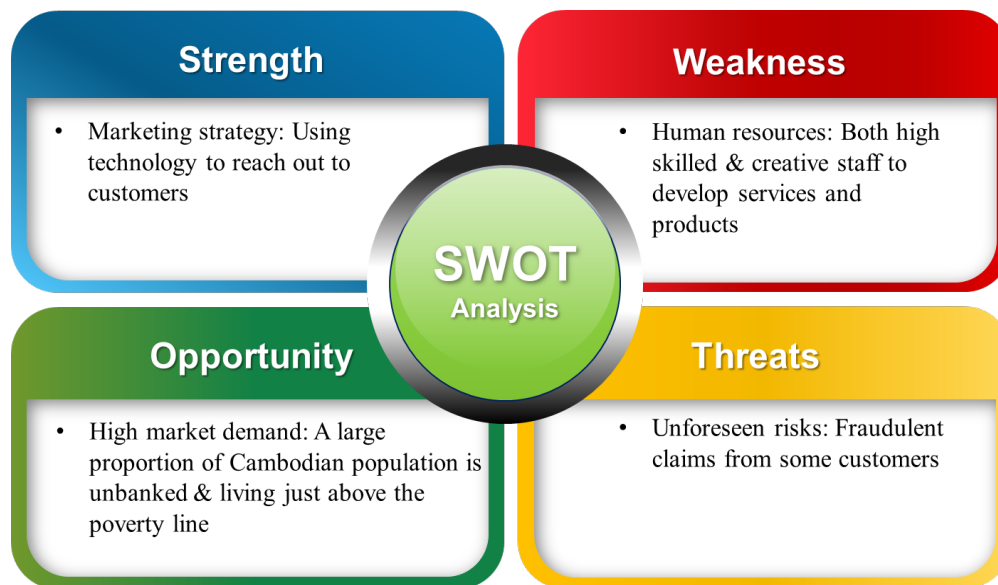 Strength
• Marketing strategy: Using
technology to reach out to
customers
Weakness
• Human resources: Both high
skilled & creative staff to
develop services and
products
SWOT
Analysis
Opportunity
• High market demand: A large
proportion of Cambodian population is
unbanked & living just above the
poverty line
Threats
• Unforeseen risks: Fraudulent
claims from some customers